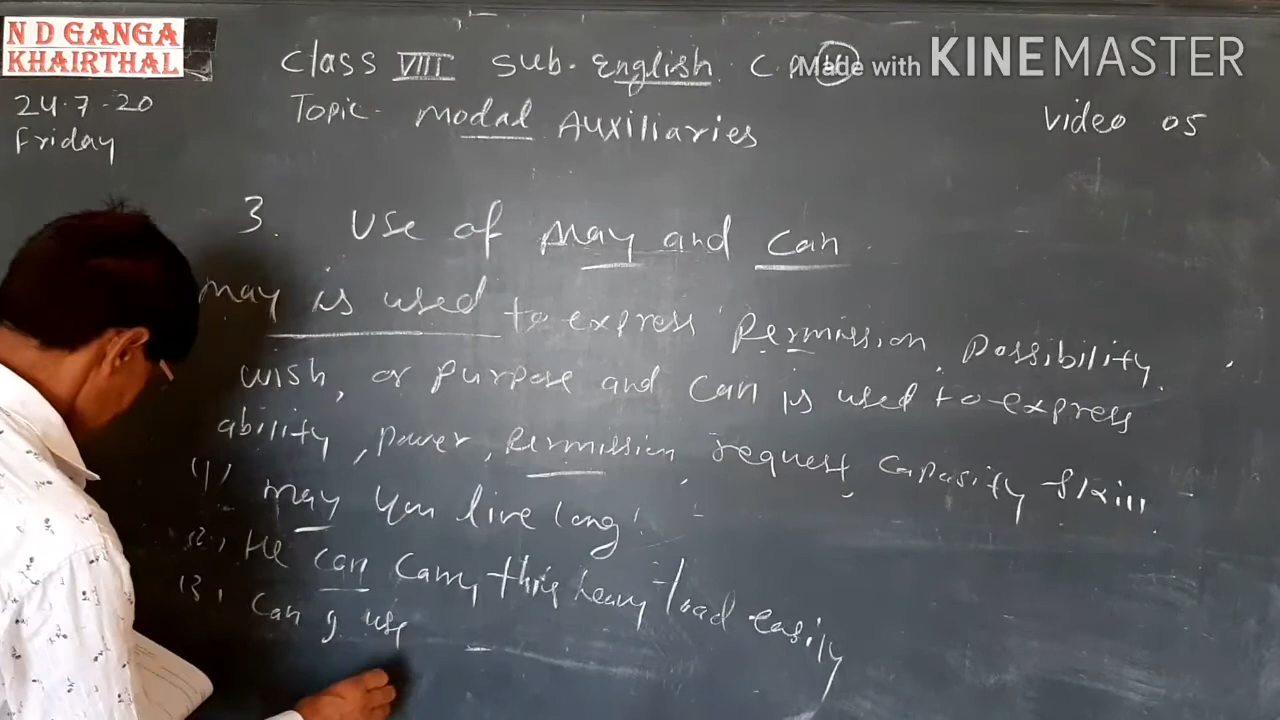 N D GANGA
KHAIRTHAL
24.7.20
Friday
Class VIII Sub. English
Made with KINEMASTER
Topic- Modal Auxiliaries
Video 05
3. Use of may and can.
may is used to express Permission, Possibility,
wish, or purpose and can is used to express
ability, power, Permission, request, Capasity
(1) may you live long!
(2) He can carry this heavy load easily
(3) Can I use